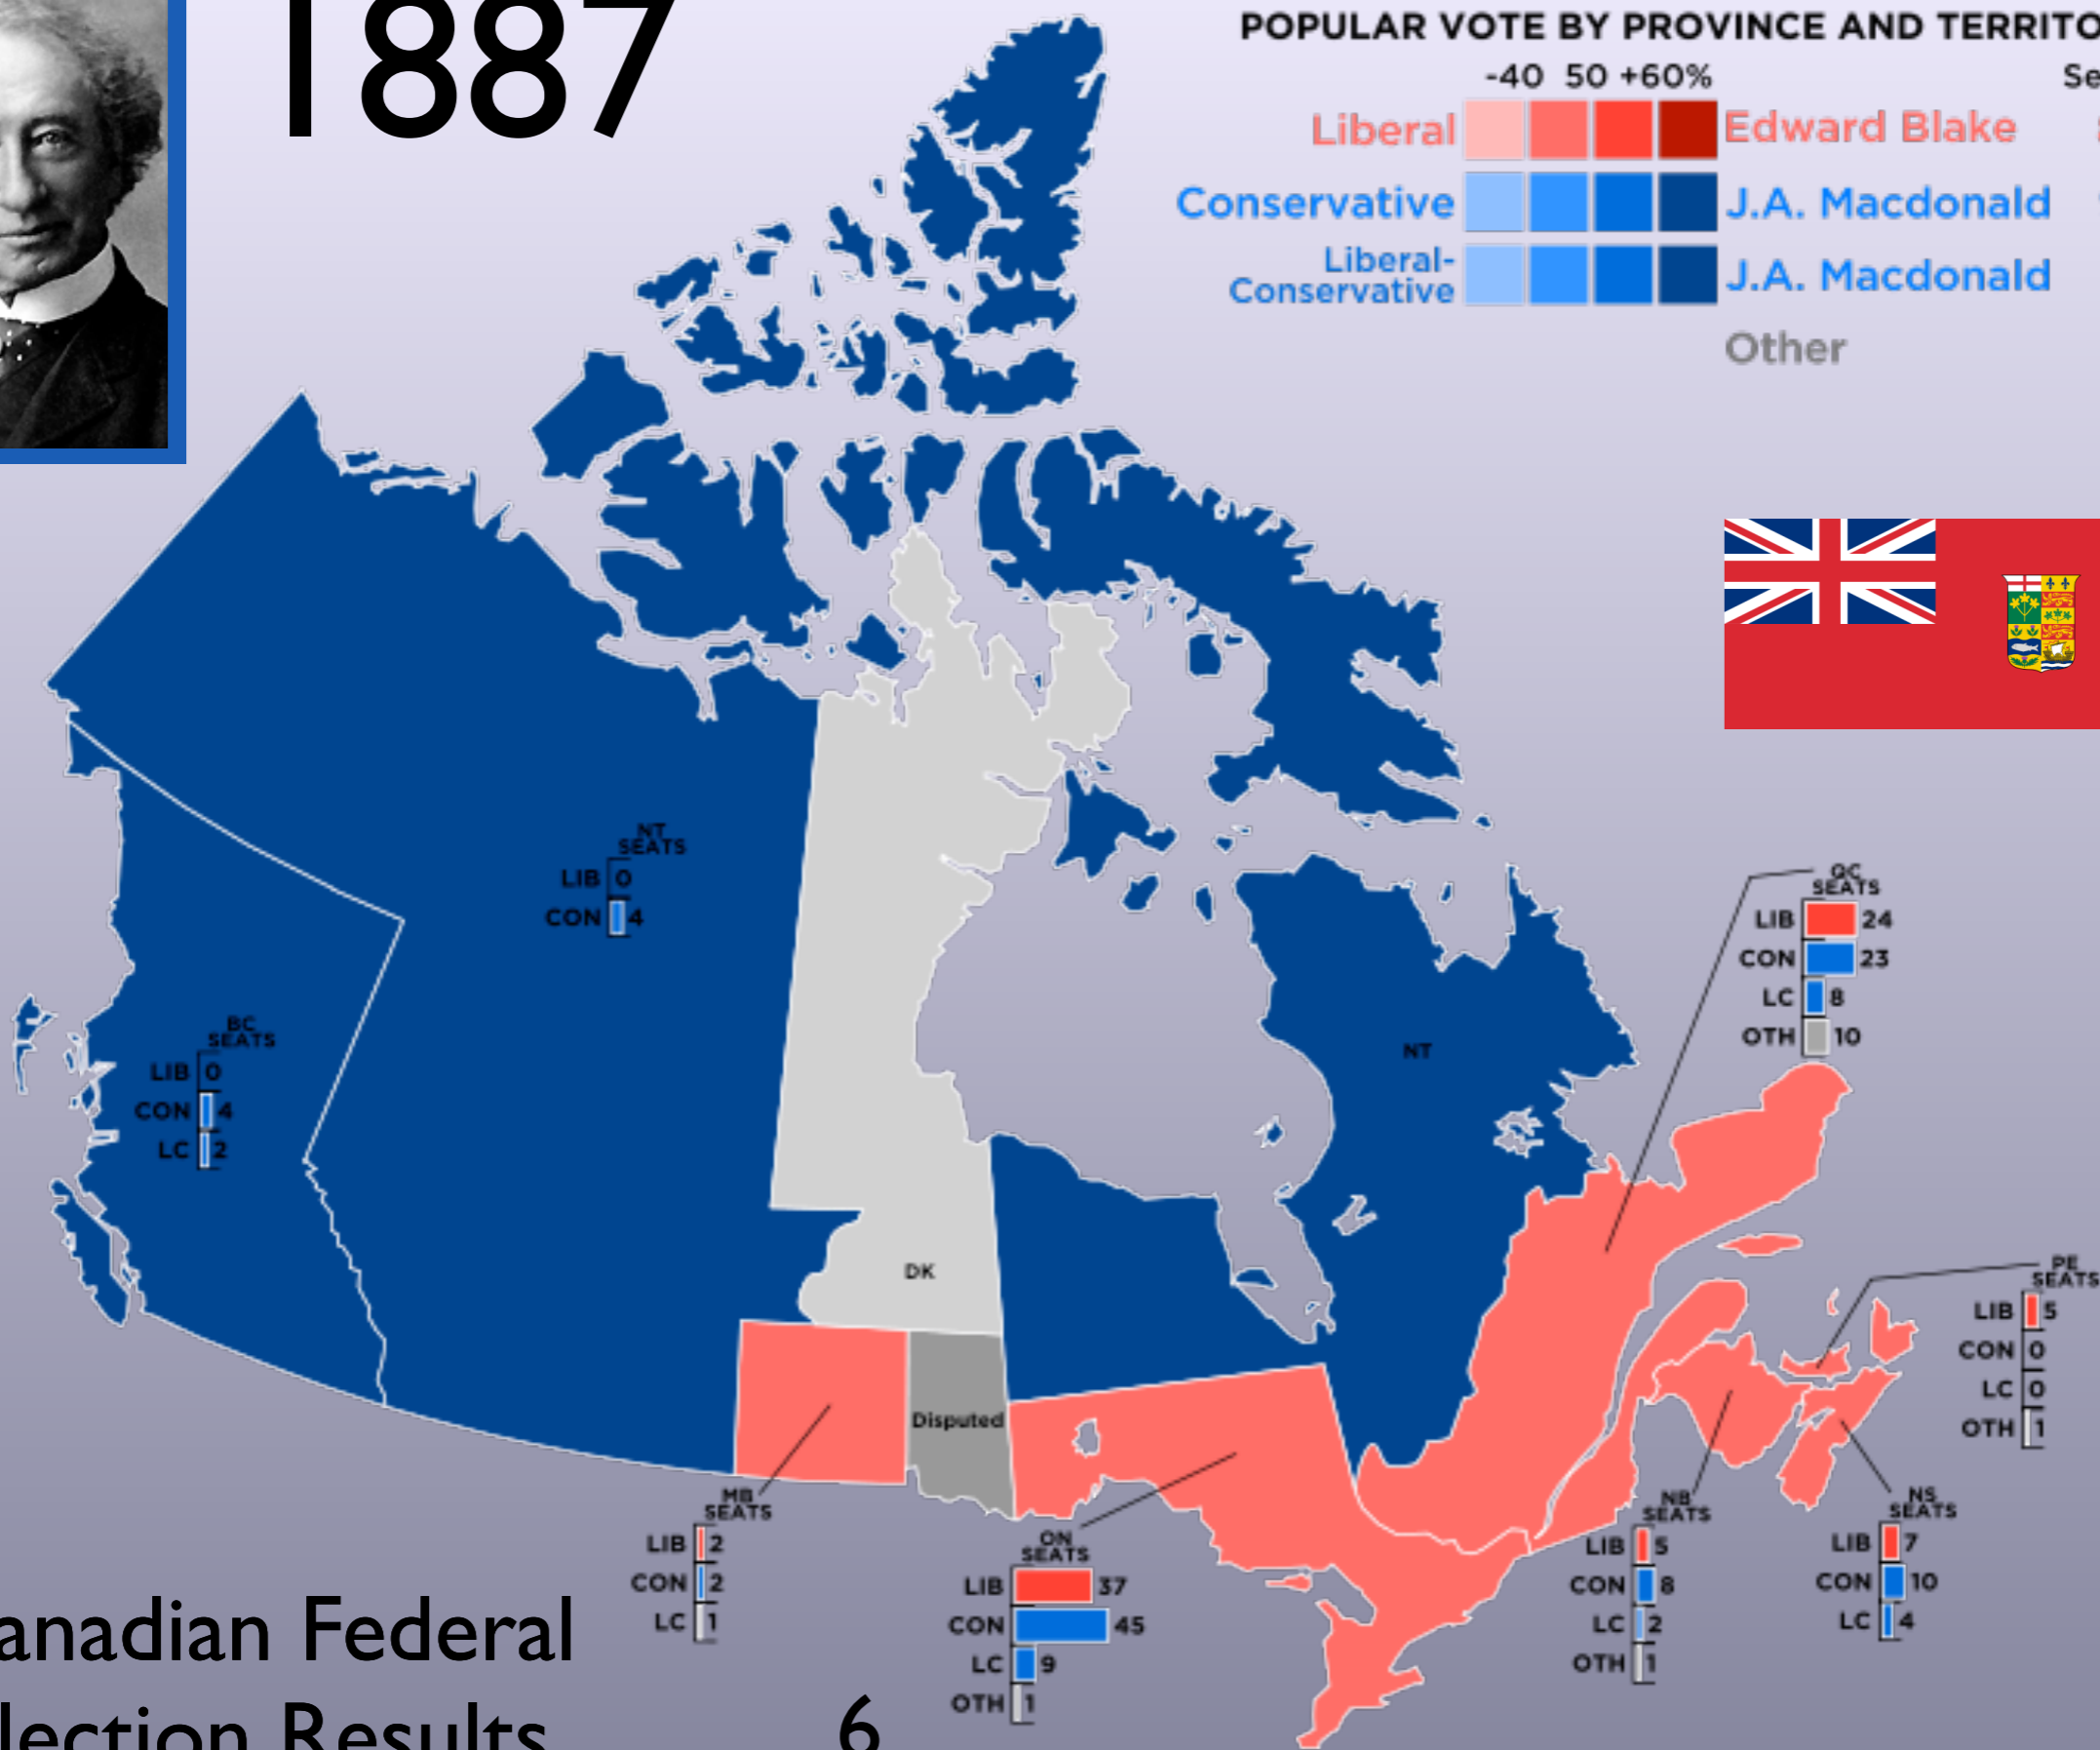 1887
POPULAR VOTE BY PROVINCE AND TERRITO
-40 50 +60%
Se
Liberal
Edward Blake
Conservative
J.A. Macdonald
Liberal-
Conservative
J.A. Macdonald
Other
NT
SEATS
LIB 0
CON 4
BC
SEATS
LIB 0
CON 4
LC 2
NT
QC
SEATS
LIB 24
CON 23
LC 8
OTH 10
DK
Disputed
PE
SEATS
LIB 5
CON 0
LC 0
OTH 1
MB
SEATS
LIB 2
CON 2
LC 1
ON
SEATS
LIB 37
CON 45
LC 9
OTH 1
NB
SEATS
LIB 5
CON 8
LC 2
OTH 1
NS
SEATS
LIB 7
CON 10
LC 4
anadian Federal
lection Results
6